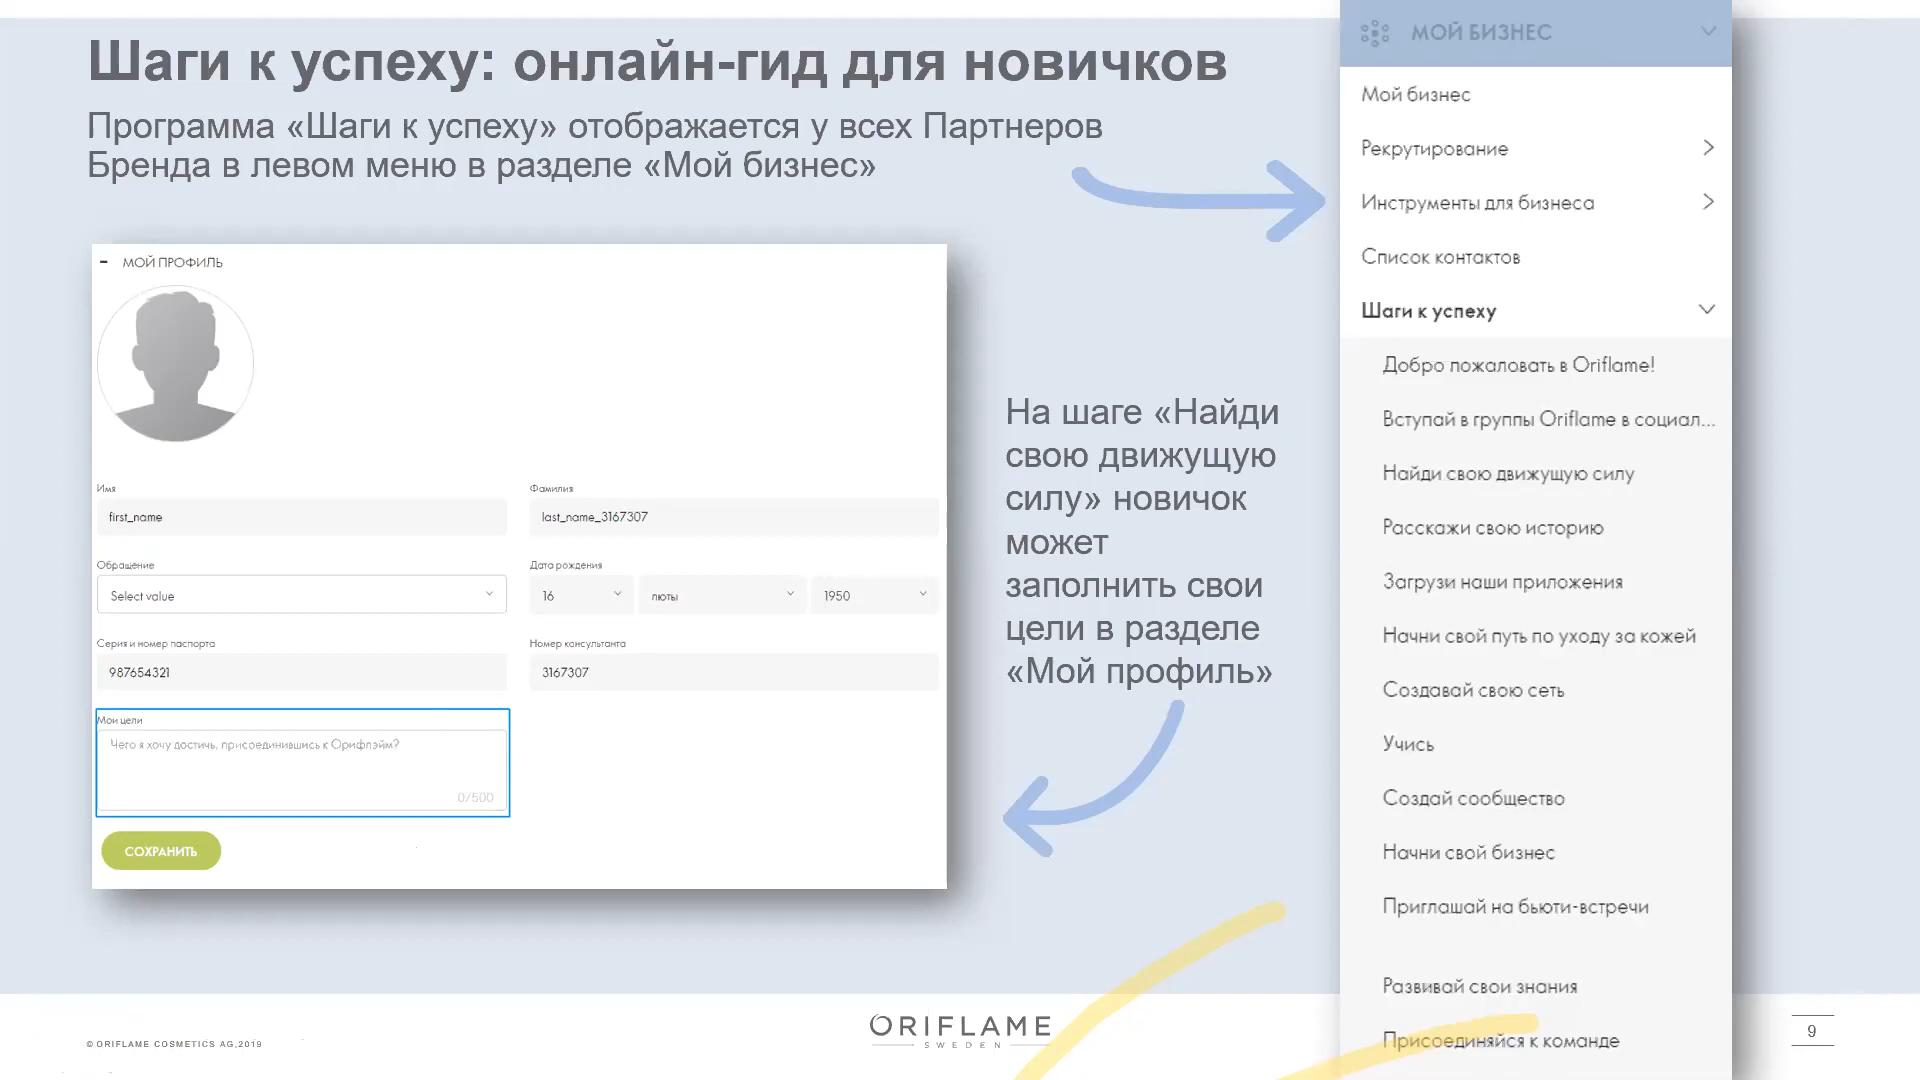 Шаги к успеху: онлайн-гид для новичков
Программа «Шаги к успеху» отображается у всех Партнеров
Бренда в левом меню в разделе «Мой бизнес»
МОЙ ПРОФИЛЬ
Имя
first_name
Фамилия
last_name_3167307
Обращение
Select value
Дата рождения
16
люты
1950
Серия и номер паспорта
987654321
Номер консультанта
3167307
Мои цели
Чего я хочу достичь, присоединившись к Орифлэйм?
0/500
СОХРАНИТЬ
На шаге «Найди
свою движущую
силу» новичок
может
заполнить свои
цели в разделе
«Мой профиль»
МОЙ БИЗНЕС
Мой бизнес
Рекрутирование
Инструменты для бизнеса
Список контактов
Шаги к успеху
Добро пожаловать в Oriflame!
Вступай в группы Oriflame в социал...
Найди свою движущую силу
Расскажи свою историю
Загрузи наши приложения
Начни свой путь по уходу за кожей
Создавай свою сеть
Учись
Создай сообщество
Начни свой бизнес
Приглашай на бьюти-встречи
Развивай свои знания
Присоединяйся к команде
© ORIFLAME COSMETICS AG,2019
ORIFLAME
SWEDEN
9